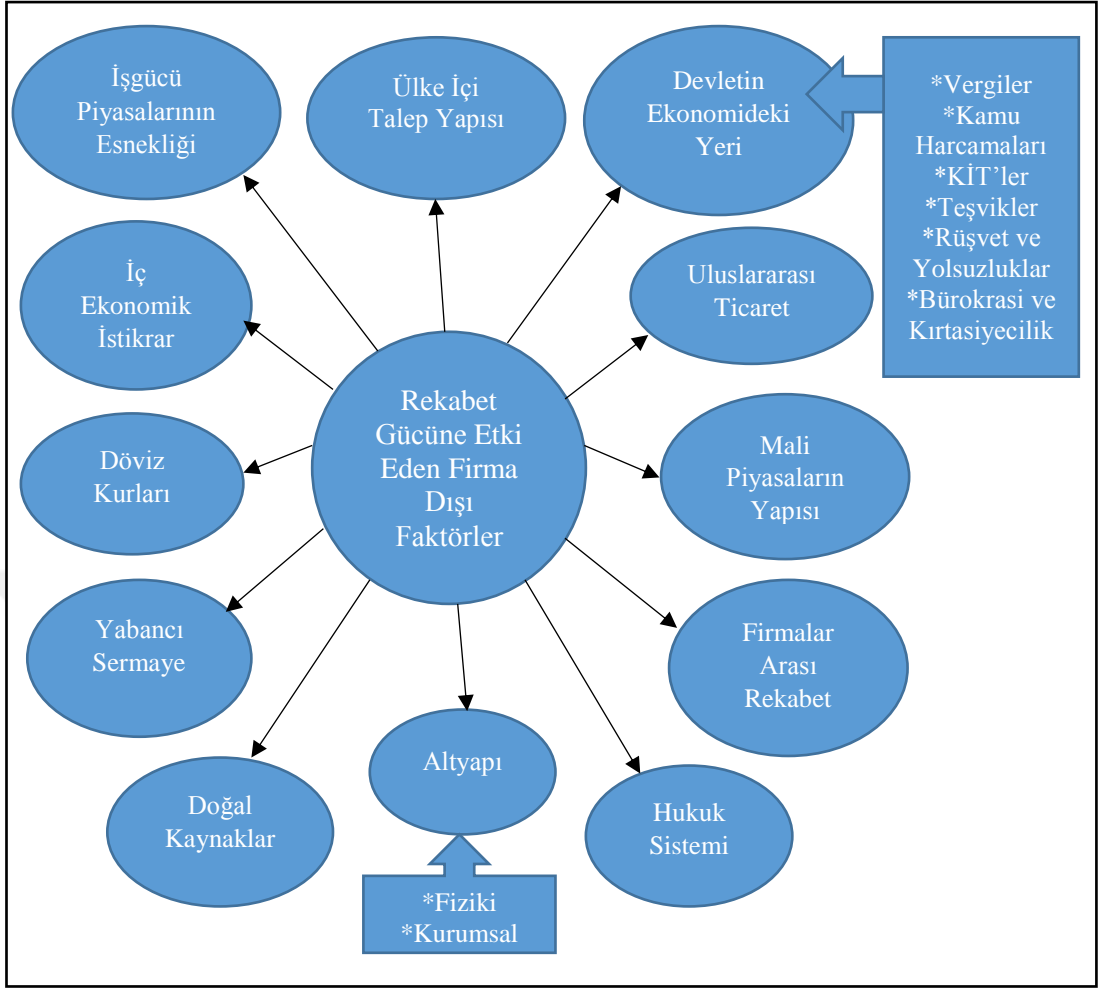 İşgücü
Piyasalarının
Esnekliği
Ülke İçi
Talep Yapısı
Devletin
Ekonomideki
Yeri
*Vergiler
*Kamu
Harcamaları
*KİT’ler
*Teşvikler
*Rüşvet ve
Yolsuzluklar
*Bürokrasi ve
Kırtasiyecilik
İç
Ekonomik
İstikrar
Uluslararası
Ticaret
Rekabet
Gücüne Etki
Eden Firma
Dışı
Faktörler
Döviz
Kurları
Mali
Piyasaların
Yapısı
Yabancı
Sermaye
Firmalar
Arası
Rekabet
Doğal
Kaynaklar
Altyapı
Hukuk
Sistemi
*Fiziki
*Kurumsal